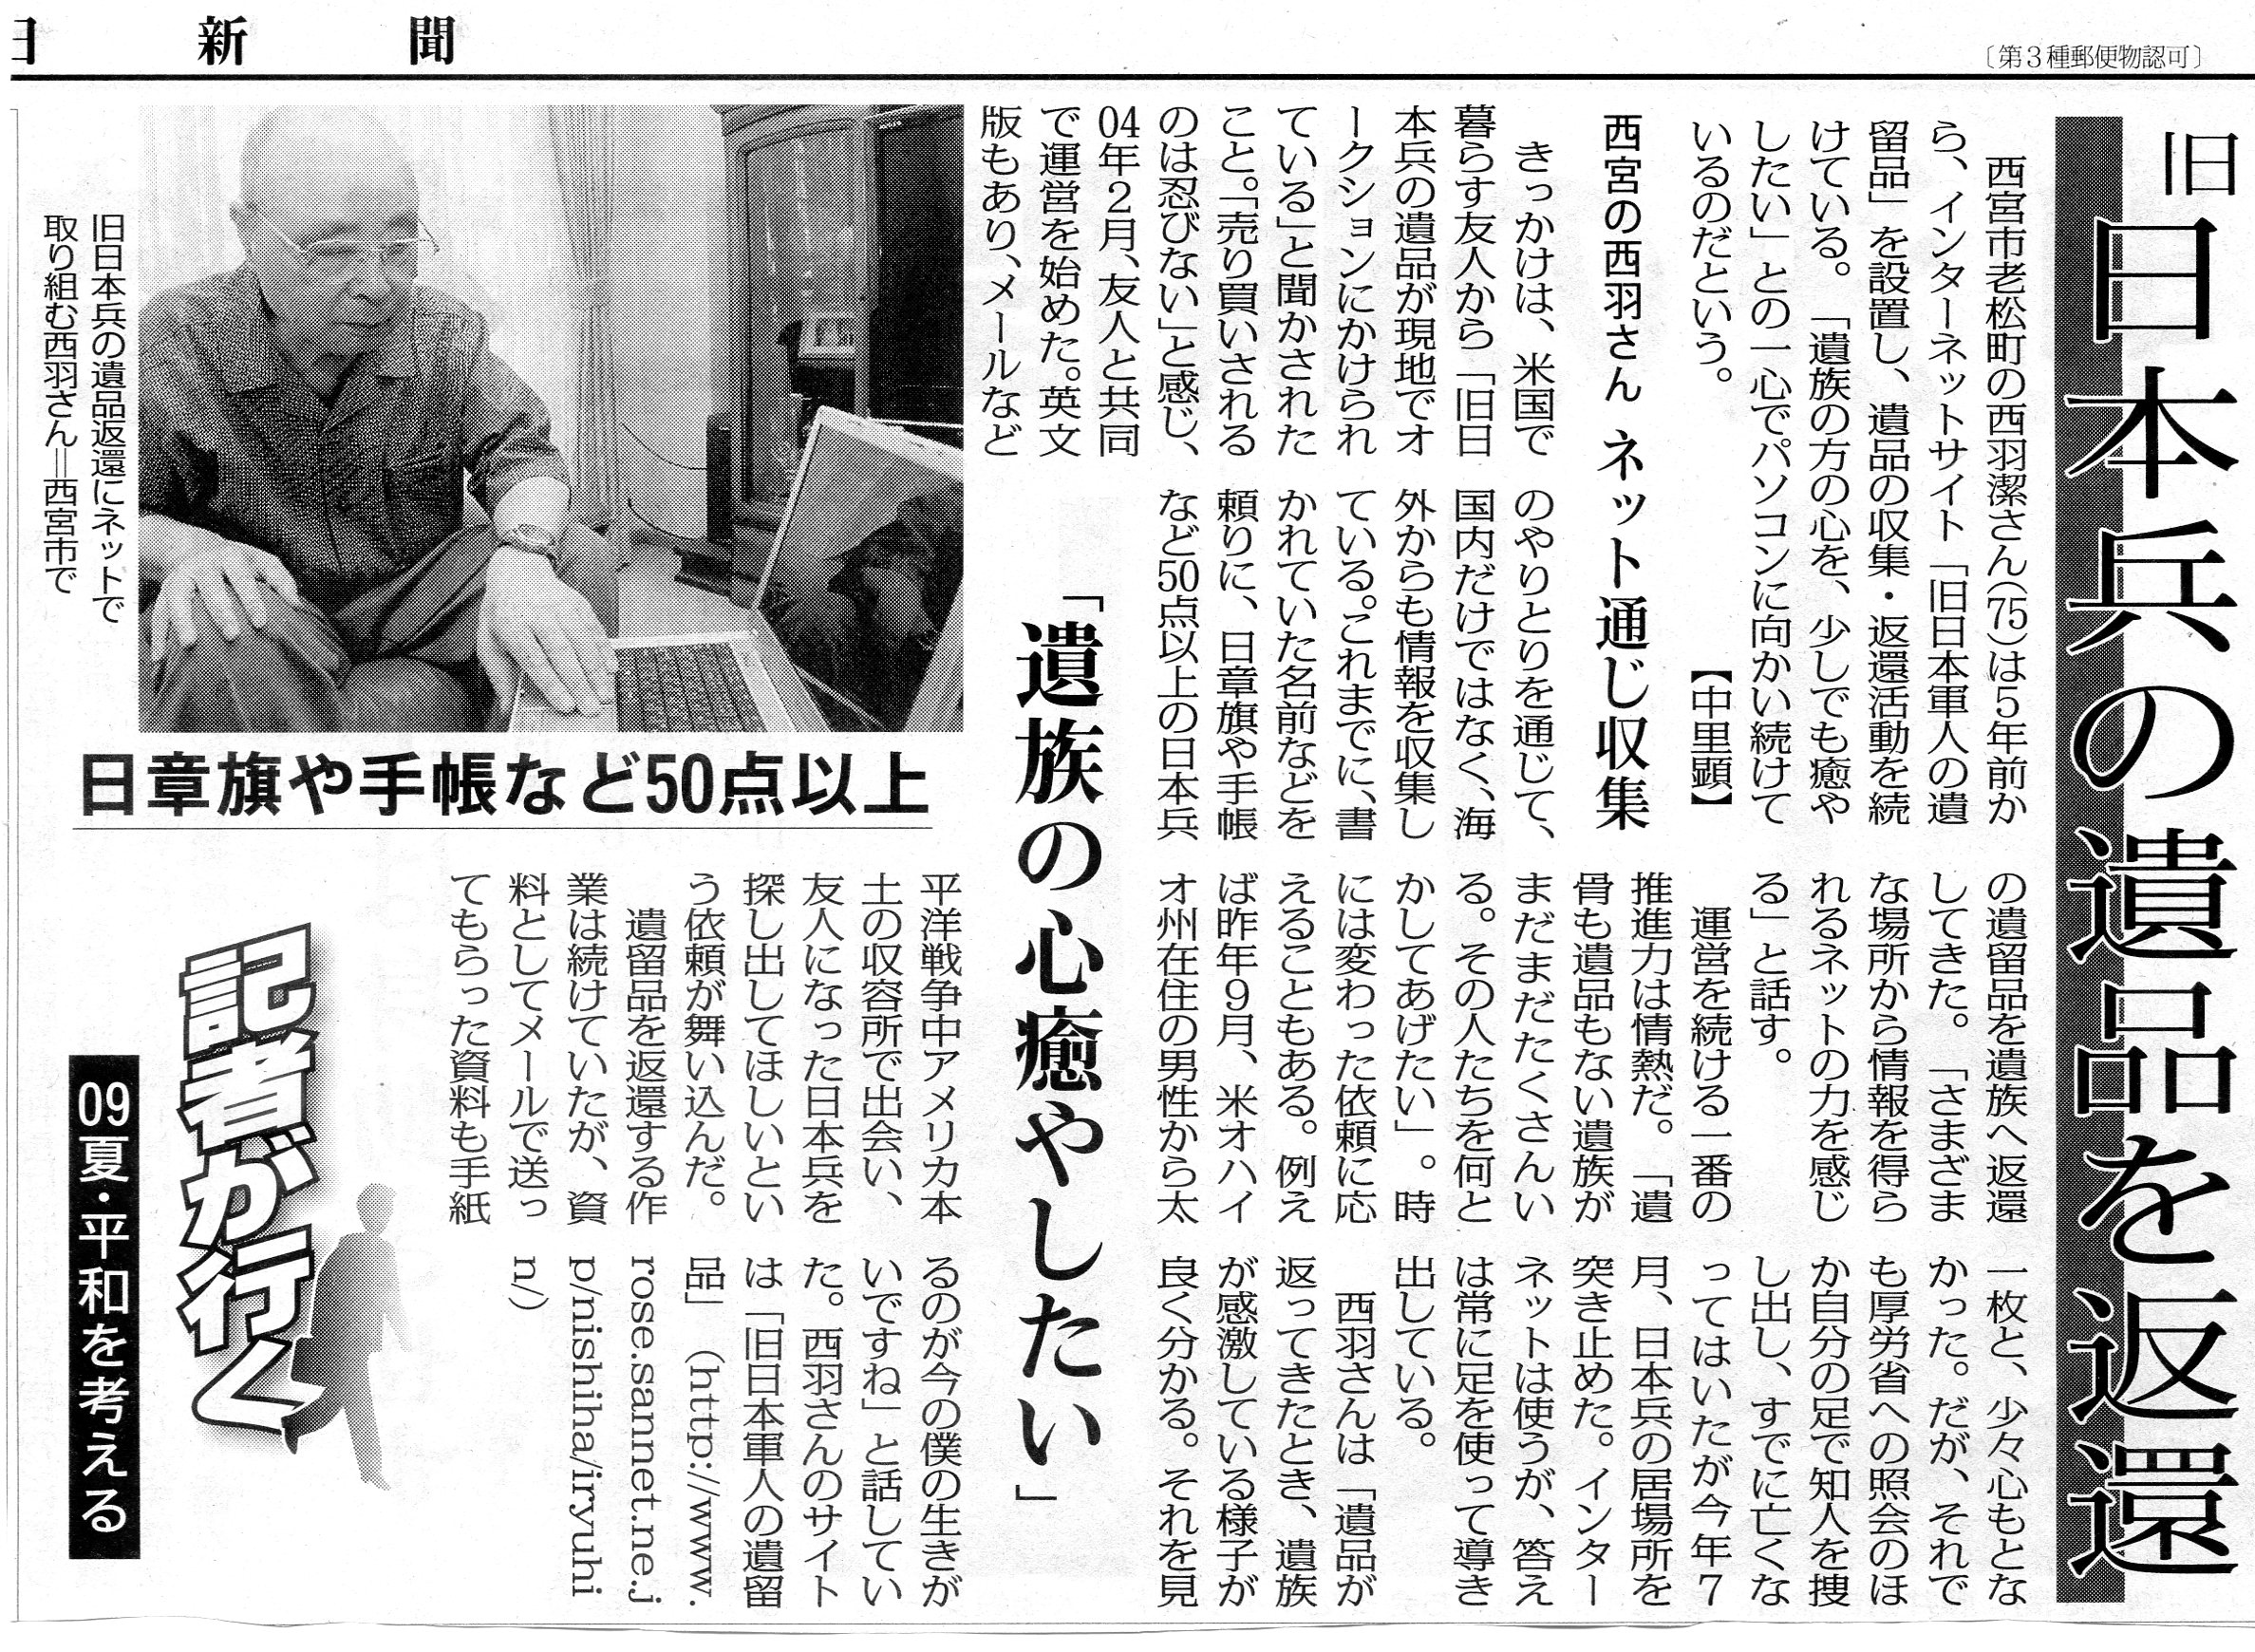 日新聞
〔第３種郵便物認可〕
旧日本兵の遺品を返還
西宮市老松町の西羽潔さん(75)は５年前か
ら、インターネットサイト「旧日本軍人の遺
留品」を設置し、遺品の収集・返還活動を続
けている。「遺族の方の心を、少しでも癒や
したい」との一心でパソコンに向かい続けて
いるのだという。
【中里顕】
西宮の西羽さん ネット通じ収集
きっかけは、米国で
暮らす友人から「旧日
本兵の遺品が現地でオ
ークションにかけられ
ている」と聞かされた
こと。「売り買いされる
のは忍びない」と感じ、
04年２月、友人と共同
で運営を始めた。英文
版もあり、メールなど
のやりとりを通じて、
国内だけではなく、海
外からも情報を収集し
ている。これまでに、書
かれていた名前などを
頼りに、日章旗や手帳
など50点以上の日本兵
の遺留品を遺族へ返還
してきた。「さまざま
な場所から情報を得ら
れるネットの力を感じ
る」と話す。
運営を続ける一番の
推進力は情熱だ。「遺
骨も遺品もない遺族が
まだまだたくさんい
る。その人たちを何と
かしてあげたい」。時
には変わった依頼に応
えることもある。例え
ば昨年９月、米オハイ
オ州在住の男性から太
平洋戦争中アメリカ本
土の収容所で出会い、
友人になった日本兵を
探し出してほしいとい
う依頼が舞い込んだ。
遺留品を返還する作
業は続けていたが、資
料としてメールで送っ
てもらった資料も手紙
一枚と、少々心もとな
かった。だが、それで
も厚労省への照会のほ
か自分の足で知人を捜
し出し、すでに亡くな
ってはいたが今年７
月、日本兵の居場所を
突き止めた。インター
ネットは使うが、答え
は常に足を使って導き
出している。
西羽さんは「遺品が
返ってきたとき、遺族
が感激している様子が
良く分かる。それを見
るのが今の僕の生きが
いですね」と話してい
た。西羽さんのサイト
は「旧日本軍人の遺留
品」（http://www.
rose.sannet.ne.j
p/nishiha/iryuhi
n/）
「遺族の心癒やしたい」
旧日本兵の遺品返還にネットで
取り組む西羽さん＝西宮市で
日章旗や手帳など50点以上
記者が行く
09夏・平和を考える